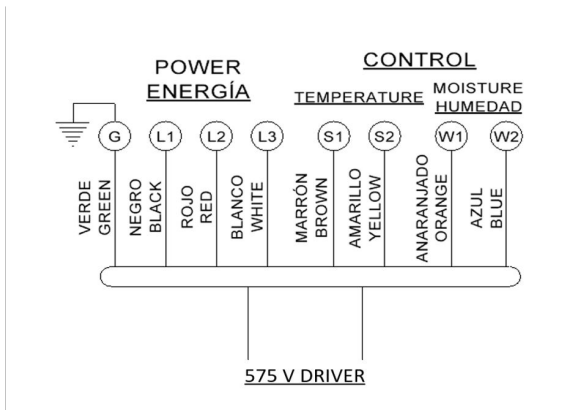 CONTROL
POWER
ENERGÍA
TEMPERATURE
MOISTURE
HUMEDAD
G
L1
L2
L3
S1
S2
W1
W2
VERDE
GREEN
NEGRO
BLACK
ROJO
RED
BLANCO
WHITE
MARRÓN
BROWN
AMARILLO
YELLOW
ANARANJADO
ORANGE
AZUL
BLUE
575 V DRIVER